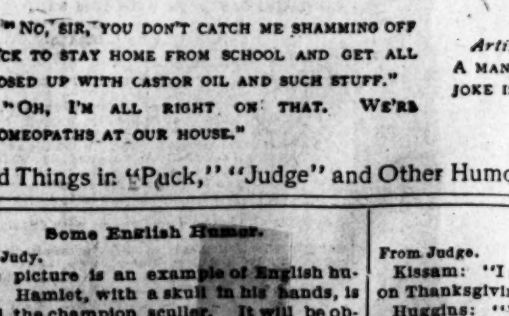 "No, SIR, YOU DON'T CATCH ME SHAMMING OFF
CK TO STAY HOME FROM SCHOOL AND GET ALL
OSED UP WITH CASTOR OIL AND SUCH STUFF."
"OH, I'M ALL RIGHT ON THAT. WE'RE
OMEOPATHS AT OUR HOUSE."
Arti
A MAN
JOKE I
d Things in "Puck," "Judge" and Other Humo
Some English Humor.
Judy.
picture is an example of English hu-
Hamlet, with a skull in his hands, is
the champion sculler. It will be ob-
From Judge.
Kissam: "I
on Thanksgivi
Huggins: "